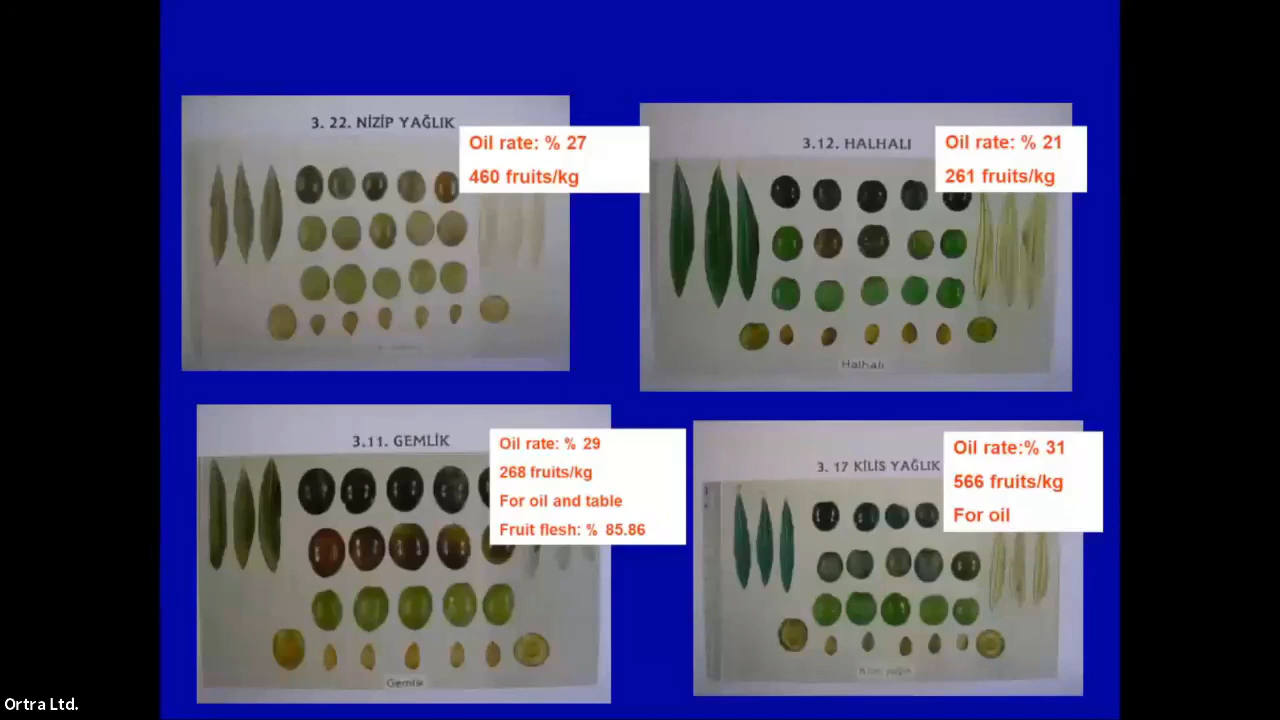 3. 22. NİZİP YAĞLIK
Oil rate: % 27
460 fruits/kg
3.12. HALHALI
Oil rate: % 21
261 fruits/kg
Halhalı
3.11. GEMLİK
Oil rate: % 29
268 fruits/kg
For oil and table
Fruit flesh: % 85.86
Gemlik
3. 17 KİLİS YAĞLIK
Oil rate:% 31
566 fruits/kg
For oil
Ortra Ltd.